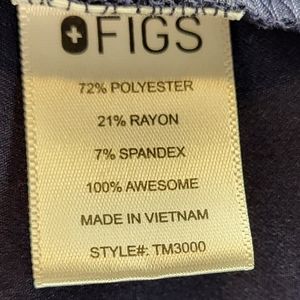 FIGS
72% POLYESTER
21% RAYON
7% SPANDEX
100% AWESOME
MADE IN VIETNAM
STYLE#: TM3000